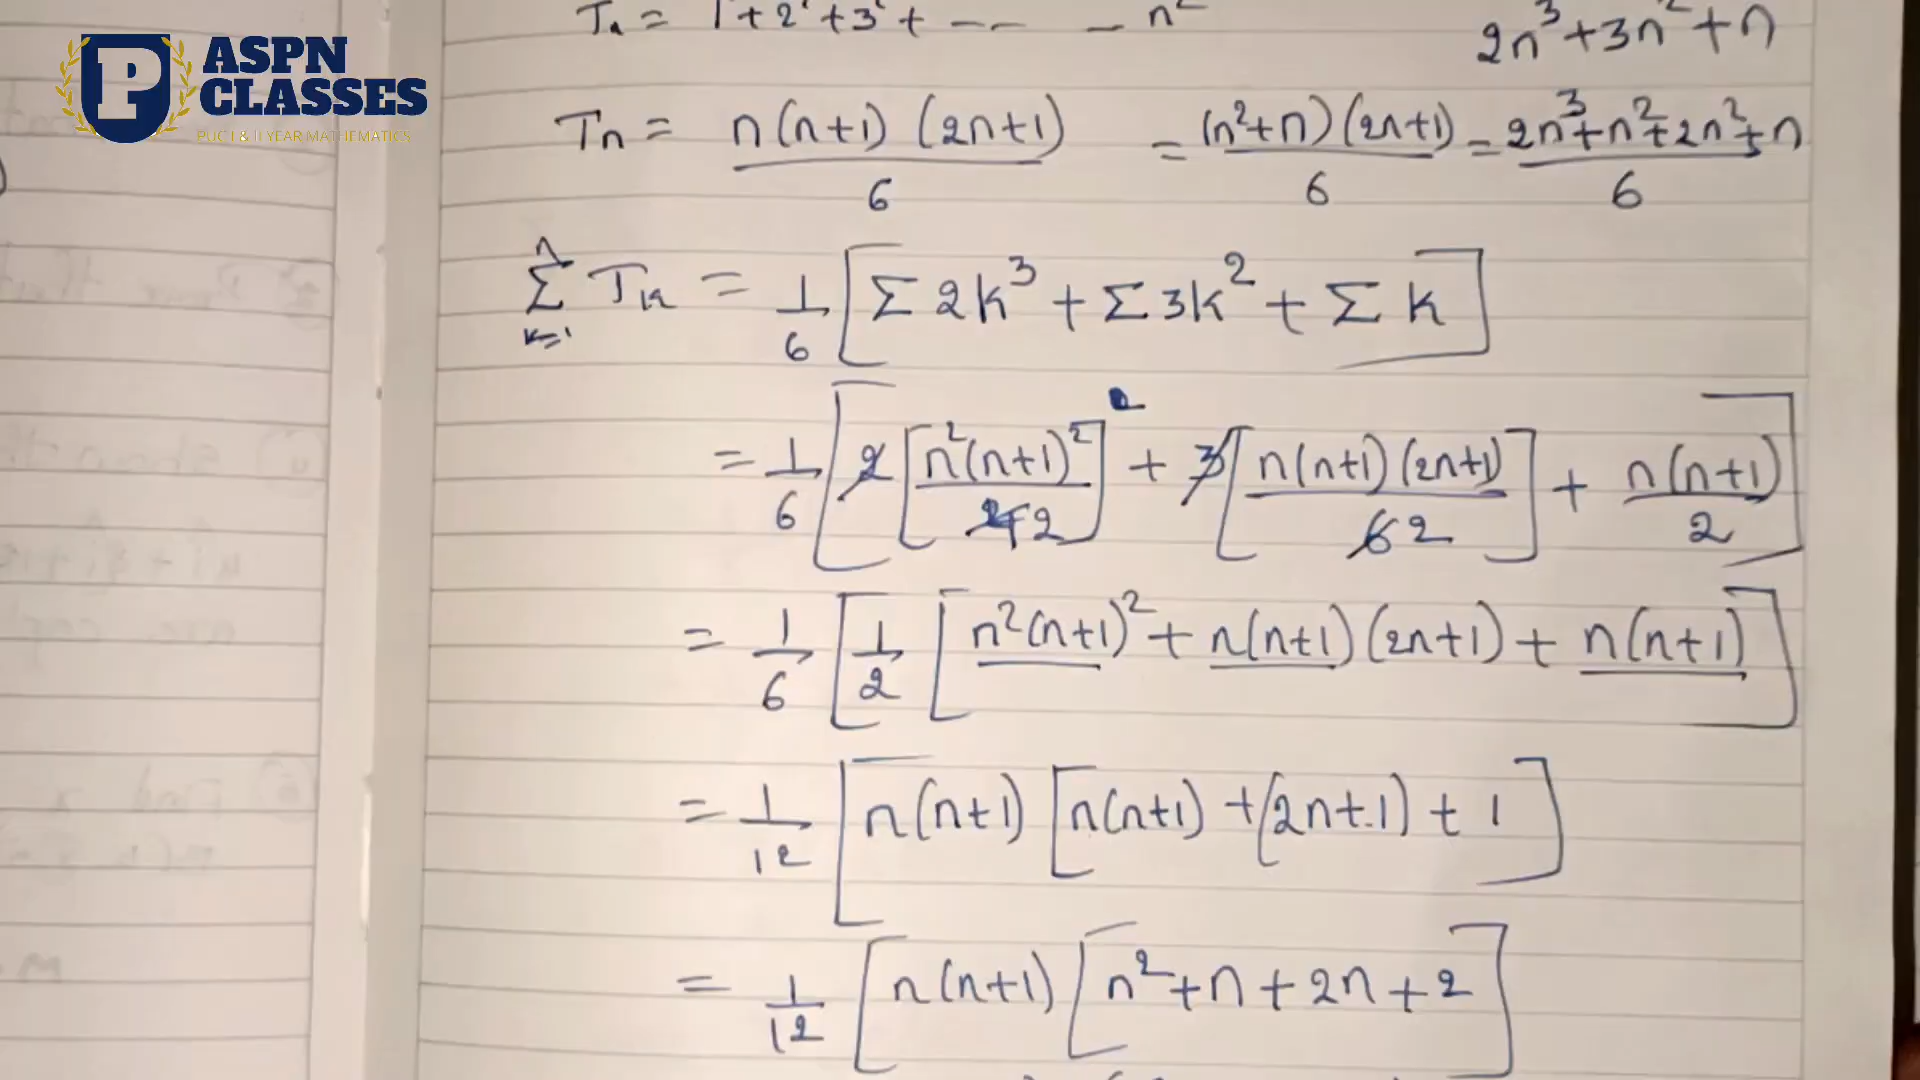 T₁ = 1 + 2² + 3² + ---- - n²
2n³+3n²+n
P ASPN CLASSES
PUC I & II YEAR MATHEMATICS
Tn = n(n+1)(2n+1)/6 = (n²+n)(2n+1)/6 = 2n³+n²+2n²+n/6
n Σ k=1 Tk = 1/6 [Σ 2k³ + Σ 3k² + Σ k]
= 1/6 [2 [n²(n+1)²/4 2]² + 3 [n(n+1)(2n+1)/6 2] + n(n+1)/2]
= 1/6 [1/2 [n²(n+1)² + n(n+1)(2n+1) + n(n+1)]
= 1/12 [n(n+1) [n(n+1) + (2n+1) + 1]
= 1/12 [n(n+1) [n²+n+2n+2]